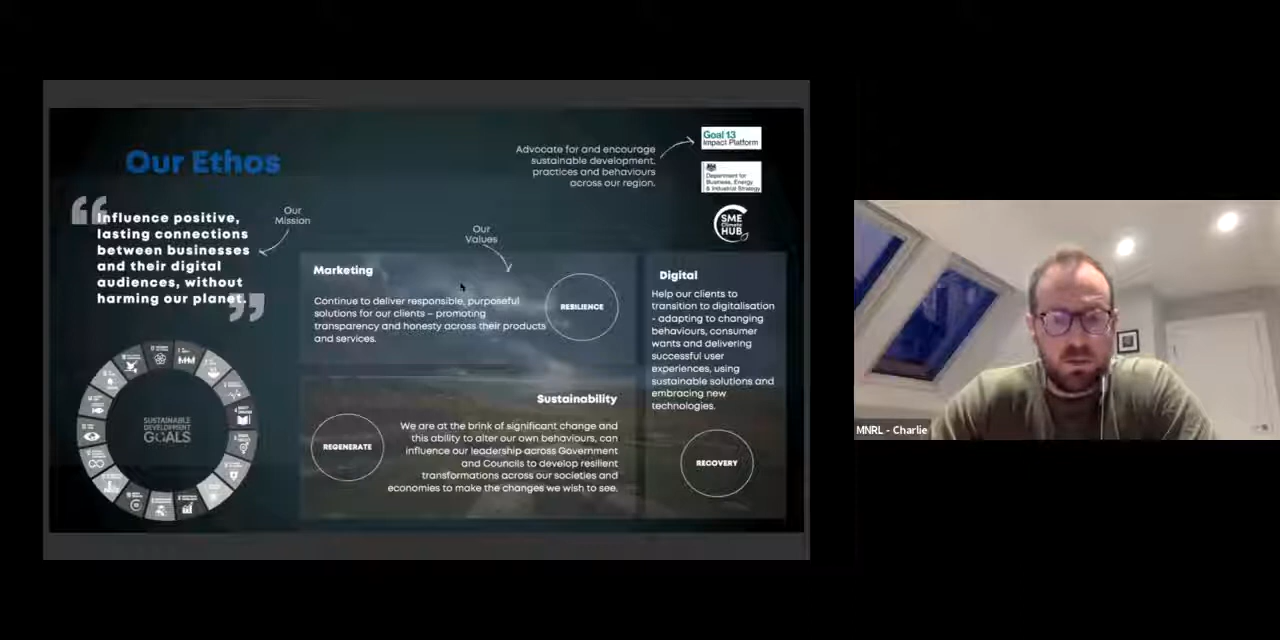 Our Ethos
Influence positive,
lasting connections
between businesses
and their digital
audiences, without
harming our planet.
Our
Mission
Advocate for and encourage
sustainable development,
practices and behaviours
across our region.
Goal 13
Impact Platform
Department for
Business, Energy
& Industrial Strategy
SME
Climate
HUB
Our
Values
Marketing
Continue to deliver responsible, purposeful
solutions for our clients – promoting
transparency and honesty across their products
and services.
RESILIENCE
Digital
Help our clients to
transition to digitalisation
- adapting to changing
behaviours, consumer
wants and delivering
successful user
experiences, using
sustainable solutions and
embracing new
technologies.
RECOVERY
Sustainability
We are at the brink of significant change and
this ability to alter our own behaviours, can
influence our leadership across Government
and Councils to develop resilient
transformations across our societies and
economies to make the changes we wish to see.
REGENERATE
SUSTAINABLE
DEVELOPMENT
GOALS
MNRL - Charlie